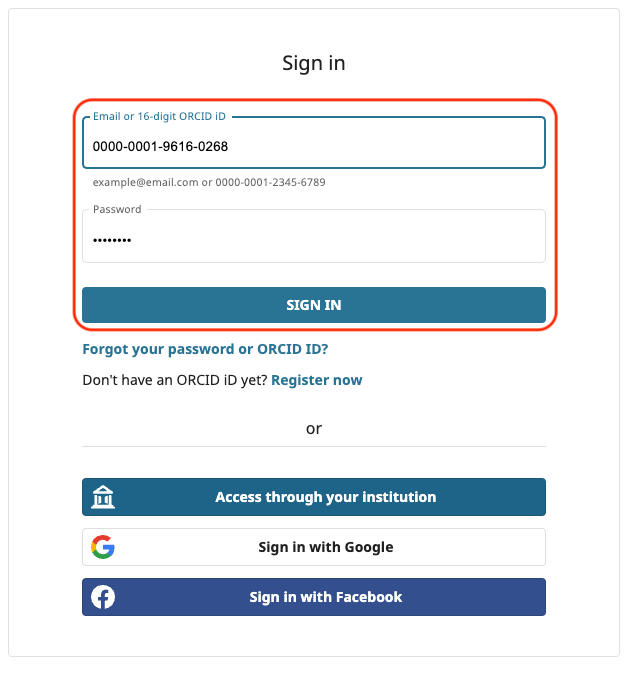 Sign in
Email or 16-digit ORCID iD
0000-0001-9616-0268
example@email.com or 0000-0001-2345-6789
Password
••••••••
SIGN IN
Forgot your password or ORCID ID?
Don't have an ORCID iD yet? Register now
or
Access through your institution
Sign in with Google
Sign in with Facebook